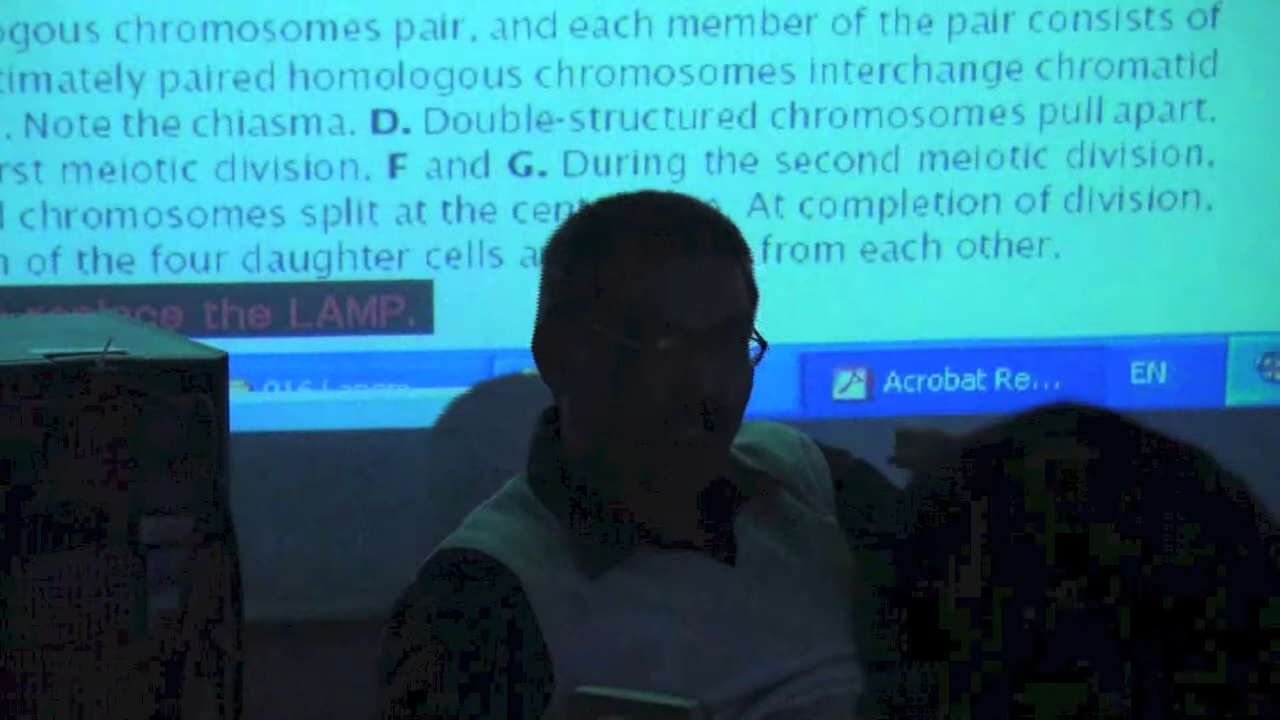 ogous chromosomes pair, and each member of the pair consists of
timately paired homologous chromosomes interchange chromatid
. Note the chiasma. D. Double-structured chromosomes pull apart.
rst meiotic division. F and G. During the second meiotic division,
chromosomes split at the At completion of division,
of the four daughter cells from each other.
replace the LAMP.
Acrobat Re... EN